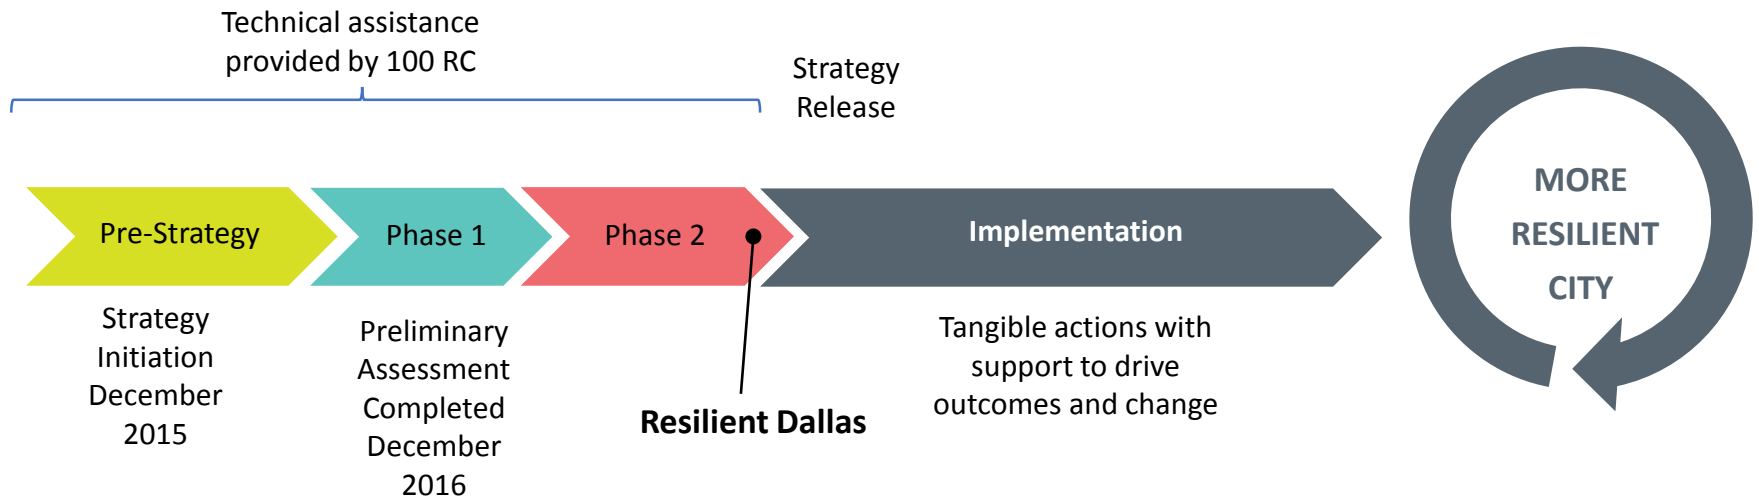 Technical assistance
provided by 100 RC
Strategy
Release
Pre-Strategy
Phase 1
Phase 2
Implementation
MORE
RESILIENT
CITY
Strategy
Initiation
December
2015
Preliminary
Assessment
Completed
December
2016
Resilient Dallas
Tangible actions with
support to drive
outcomes and change